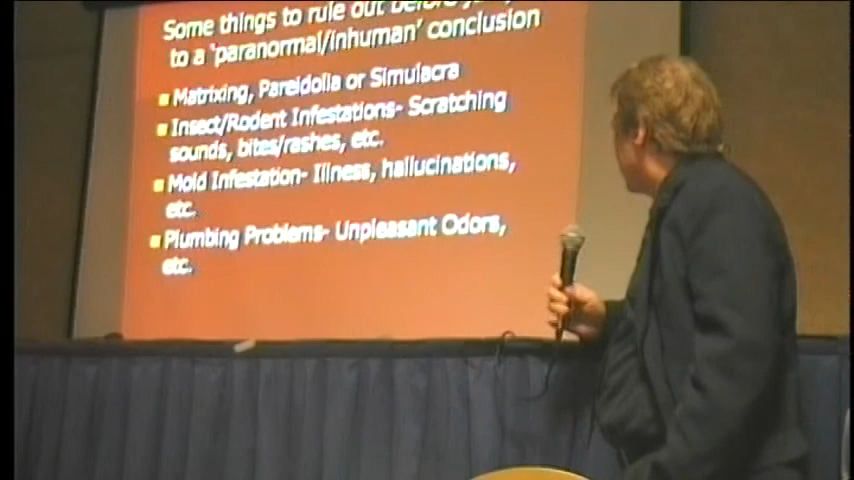 Some things to rule out before
to a 'paranormal/inhuman' conclusion
Matrixing, Pareidolia or Simulacra
Insect/Rodent Infestations- Scratching
sounds, bites/rashes, etc.
Mold Infestation- Illness, hallucinations,
etc.
Plumbing Problems- Unpleasant Odors,
etc.